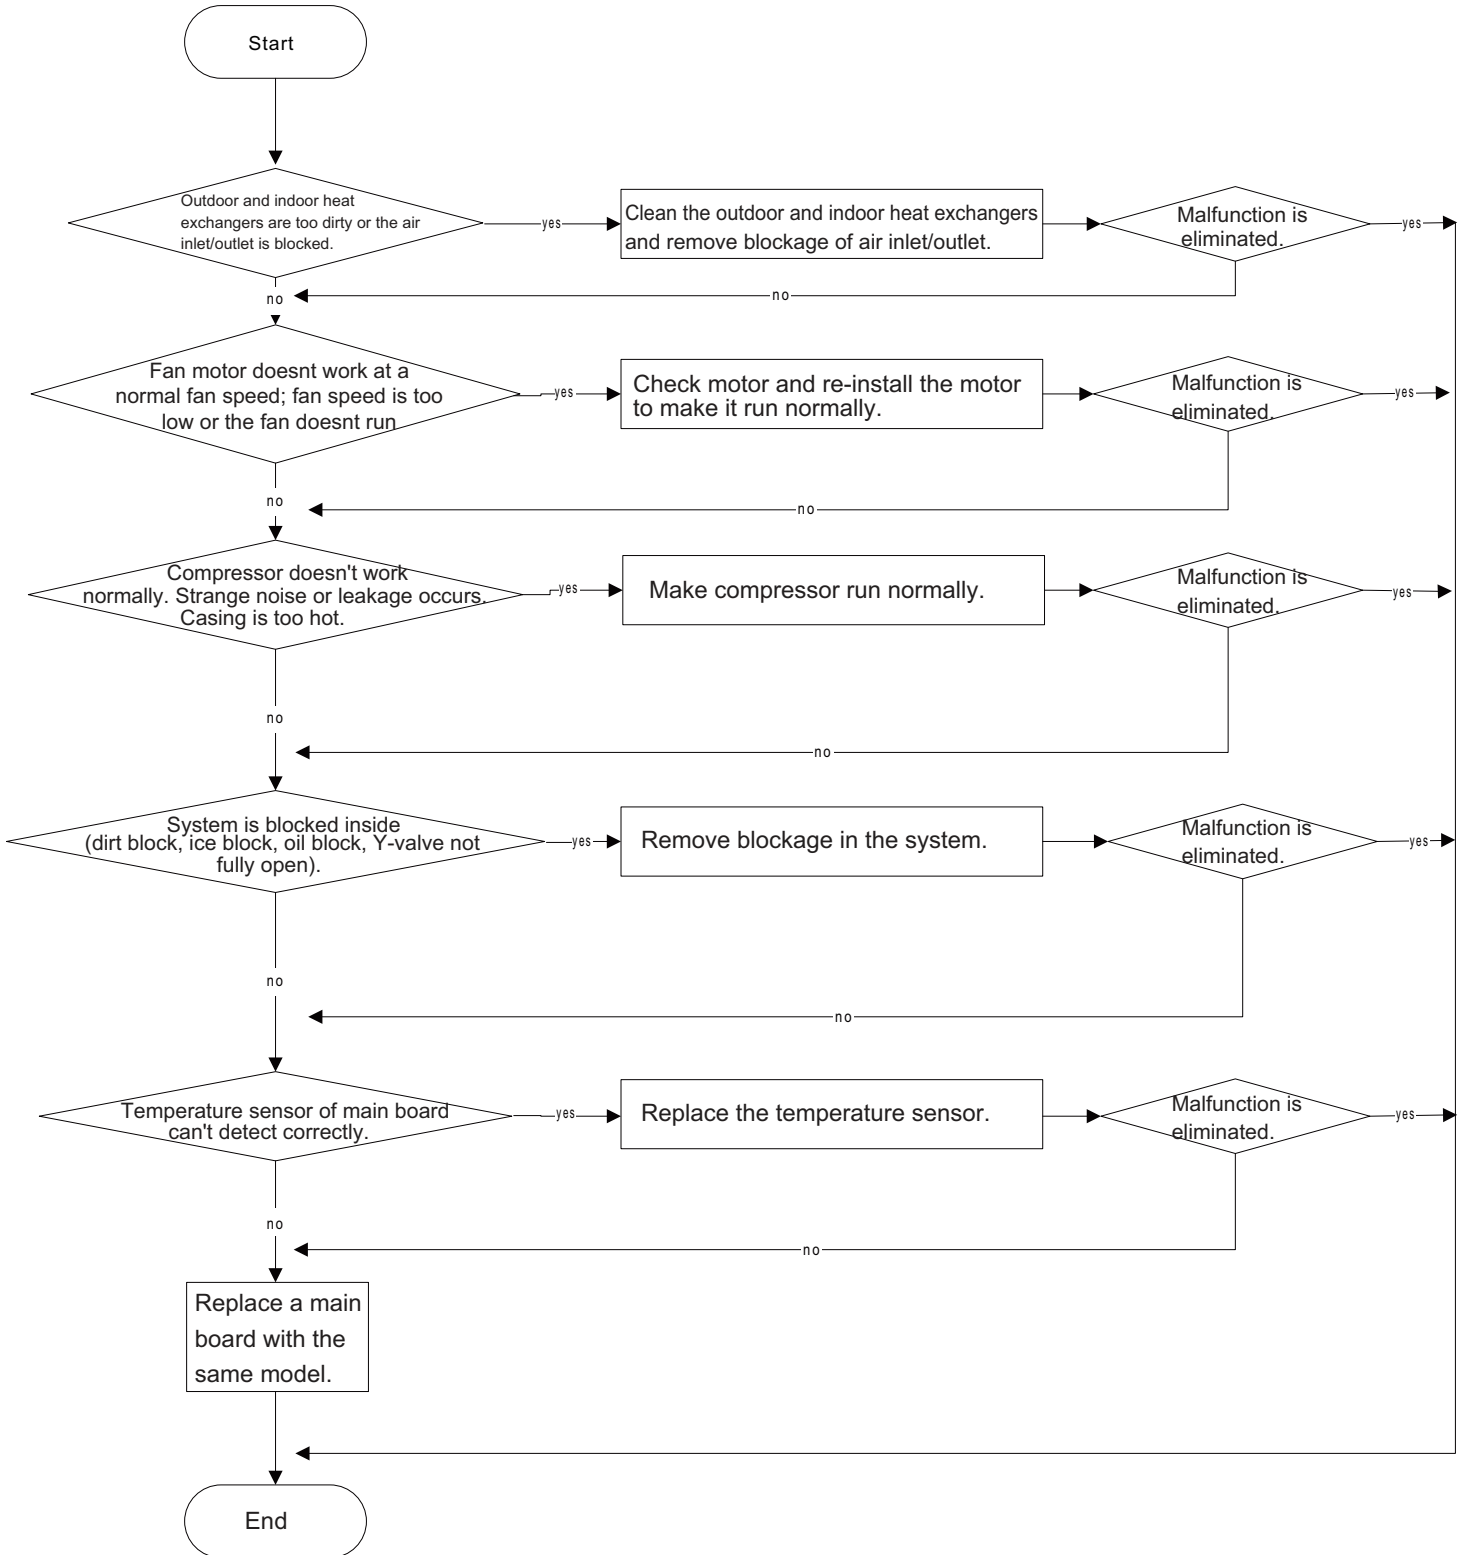 Start
Outdoor and indoor heat
exchangers are too dirty or the air
inlet/outlet is blocked.
yes
Clean the outdoor and indoor heat exchangers
and remove blockage of air inlet/outlet.
Malfunction is
eliminated.
yes
no
no
Fan motor doesnt work at a
normal fan speed; fan speed is too
low or the fan doesnt run
yes
Check motor and re-install the motor
to make it run normally.
Malfunction is
eliminated.
yes
no
no
Compressor doesn't work
normally. Strange noise or leakage occurs.
Casing is too hot.
yes
Make compressor run normally.
Malfunction is
eliminated.
yes
no
no
System is blocked inside
(dirt block, ice block, oil block, Y-valve not
fully open).
yes
Remove blockage in the system.
Malfunction is
eliminated.
yes
no
no
Temperature sensor of main board
can't detect correctly.
yes
Replace the temperature sensor.
Malfunction is
eliminated.
yes
no
no
Replace a main
board with the
same model.
End